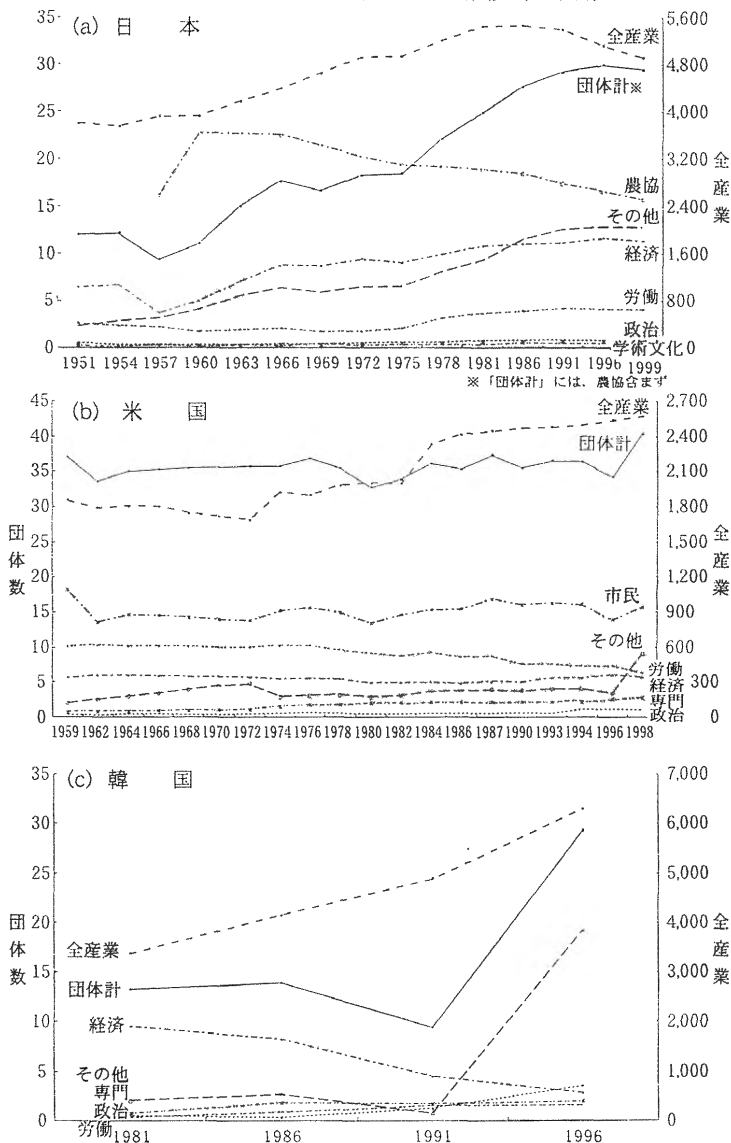 (a) 日本
35
30
25
20
15
10
5
0
5,600
4,800
4,000
3,200
2,400
1,600
800
0
全産業
全産業
団体計※
農協
その他
経済
労働
政治
学術文化
1951 1954 1957 1960 1963 1966 1969 1972 1975 1978 1981 1986 1991 1996 1999
※「団体計」には、農協含まず
(b) 米国
45
40
35
30
25
20
15
10
5
0
団体数
2,700
2,400
2,100
1,800
1,500
1,200
900
600
300
0
全産業
全産業
団体計
市民
その他
労働
経済
専門
政治
1959 1962 1964 1966 1968 1970 1972 1974 1976 1978 1980 1982 1984 1986 1987 1990 1993 1994 1996 1998
(c) 韓国
35
30
25
20
15
10
5
0
団体数
7,000
6,000
5,000
4,000
3,000
2,000
1,000
0
全産業
全産業
団体計
経済
その他
専門
政治
労働
1981 1986 1991 1996